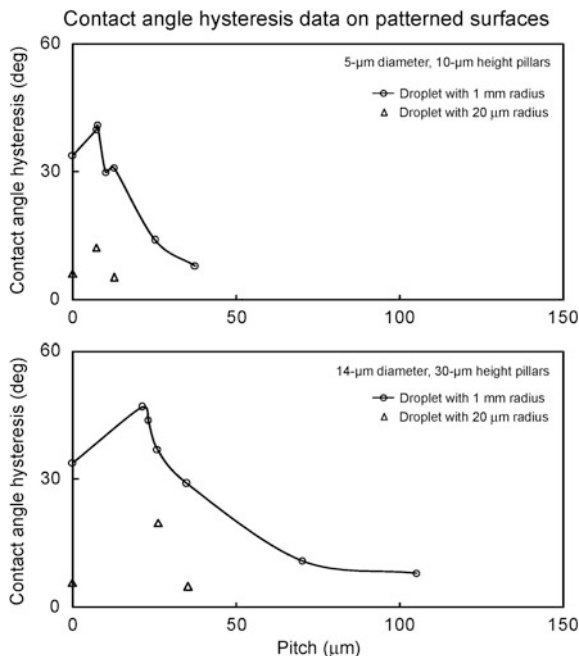 Contact angle hysteresis data on patterned surfaces
60
5-μm diameter, 10-μm height pillars
Droplet with 1 mm radius
Droplet with 20 μm radius
Contact angle hysteresis (deg)
30
0
0
50
100
150
60
14-μm diameter, 30-μm height pillars
Droplet with 1 mm radius
Droplet with 20 μm radius
Contact angle hysteresis (deg)
30
0
0
50
100
150
Pitch (μm)